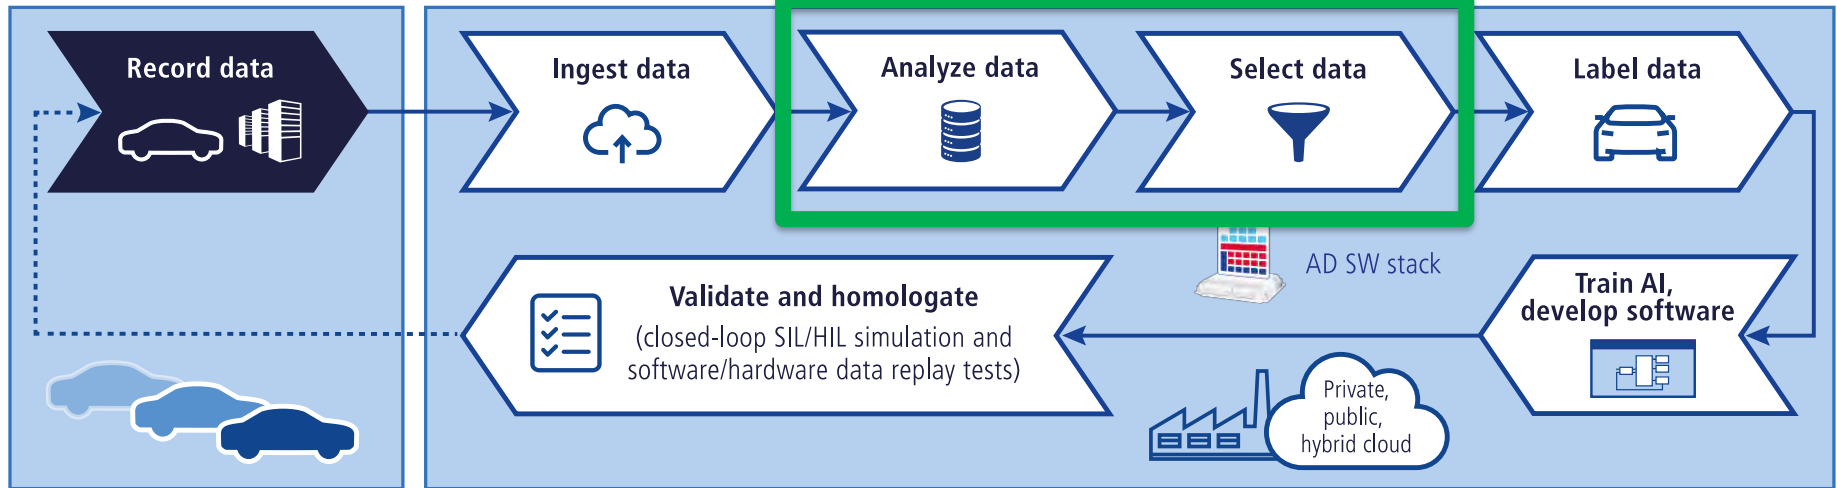 Record data
Ingest data
Analyze data
Select data
Label data
AD SW stack
Validate and homologate
(closed-loop SIL/HIL simulation and
software/hardware data replay tests)
Train AI,
develop software
Private,
public,
hybrid cloud